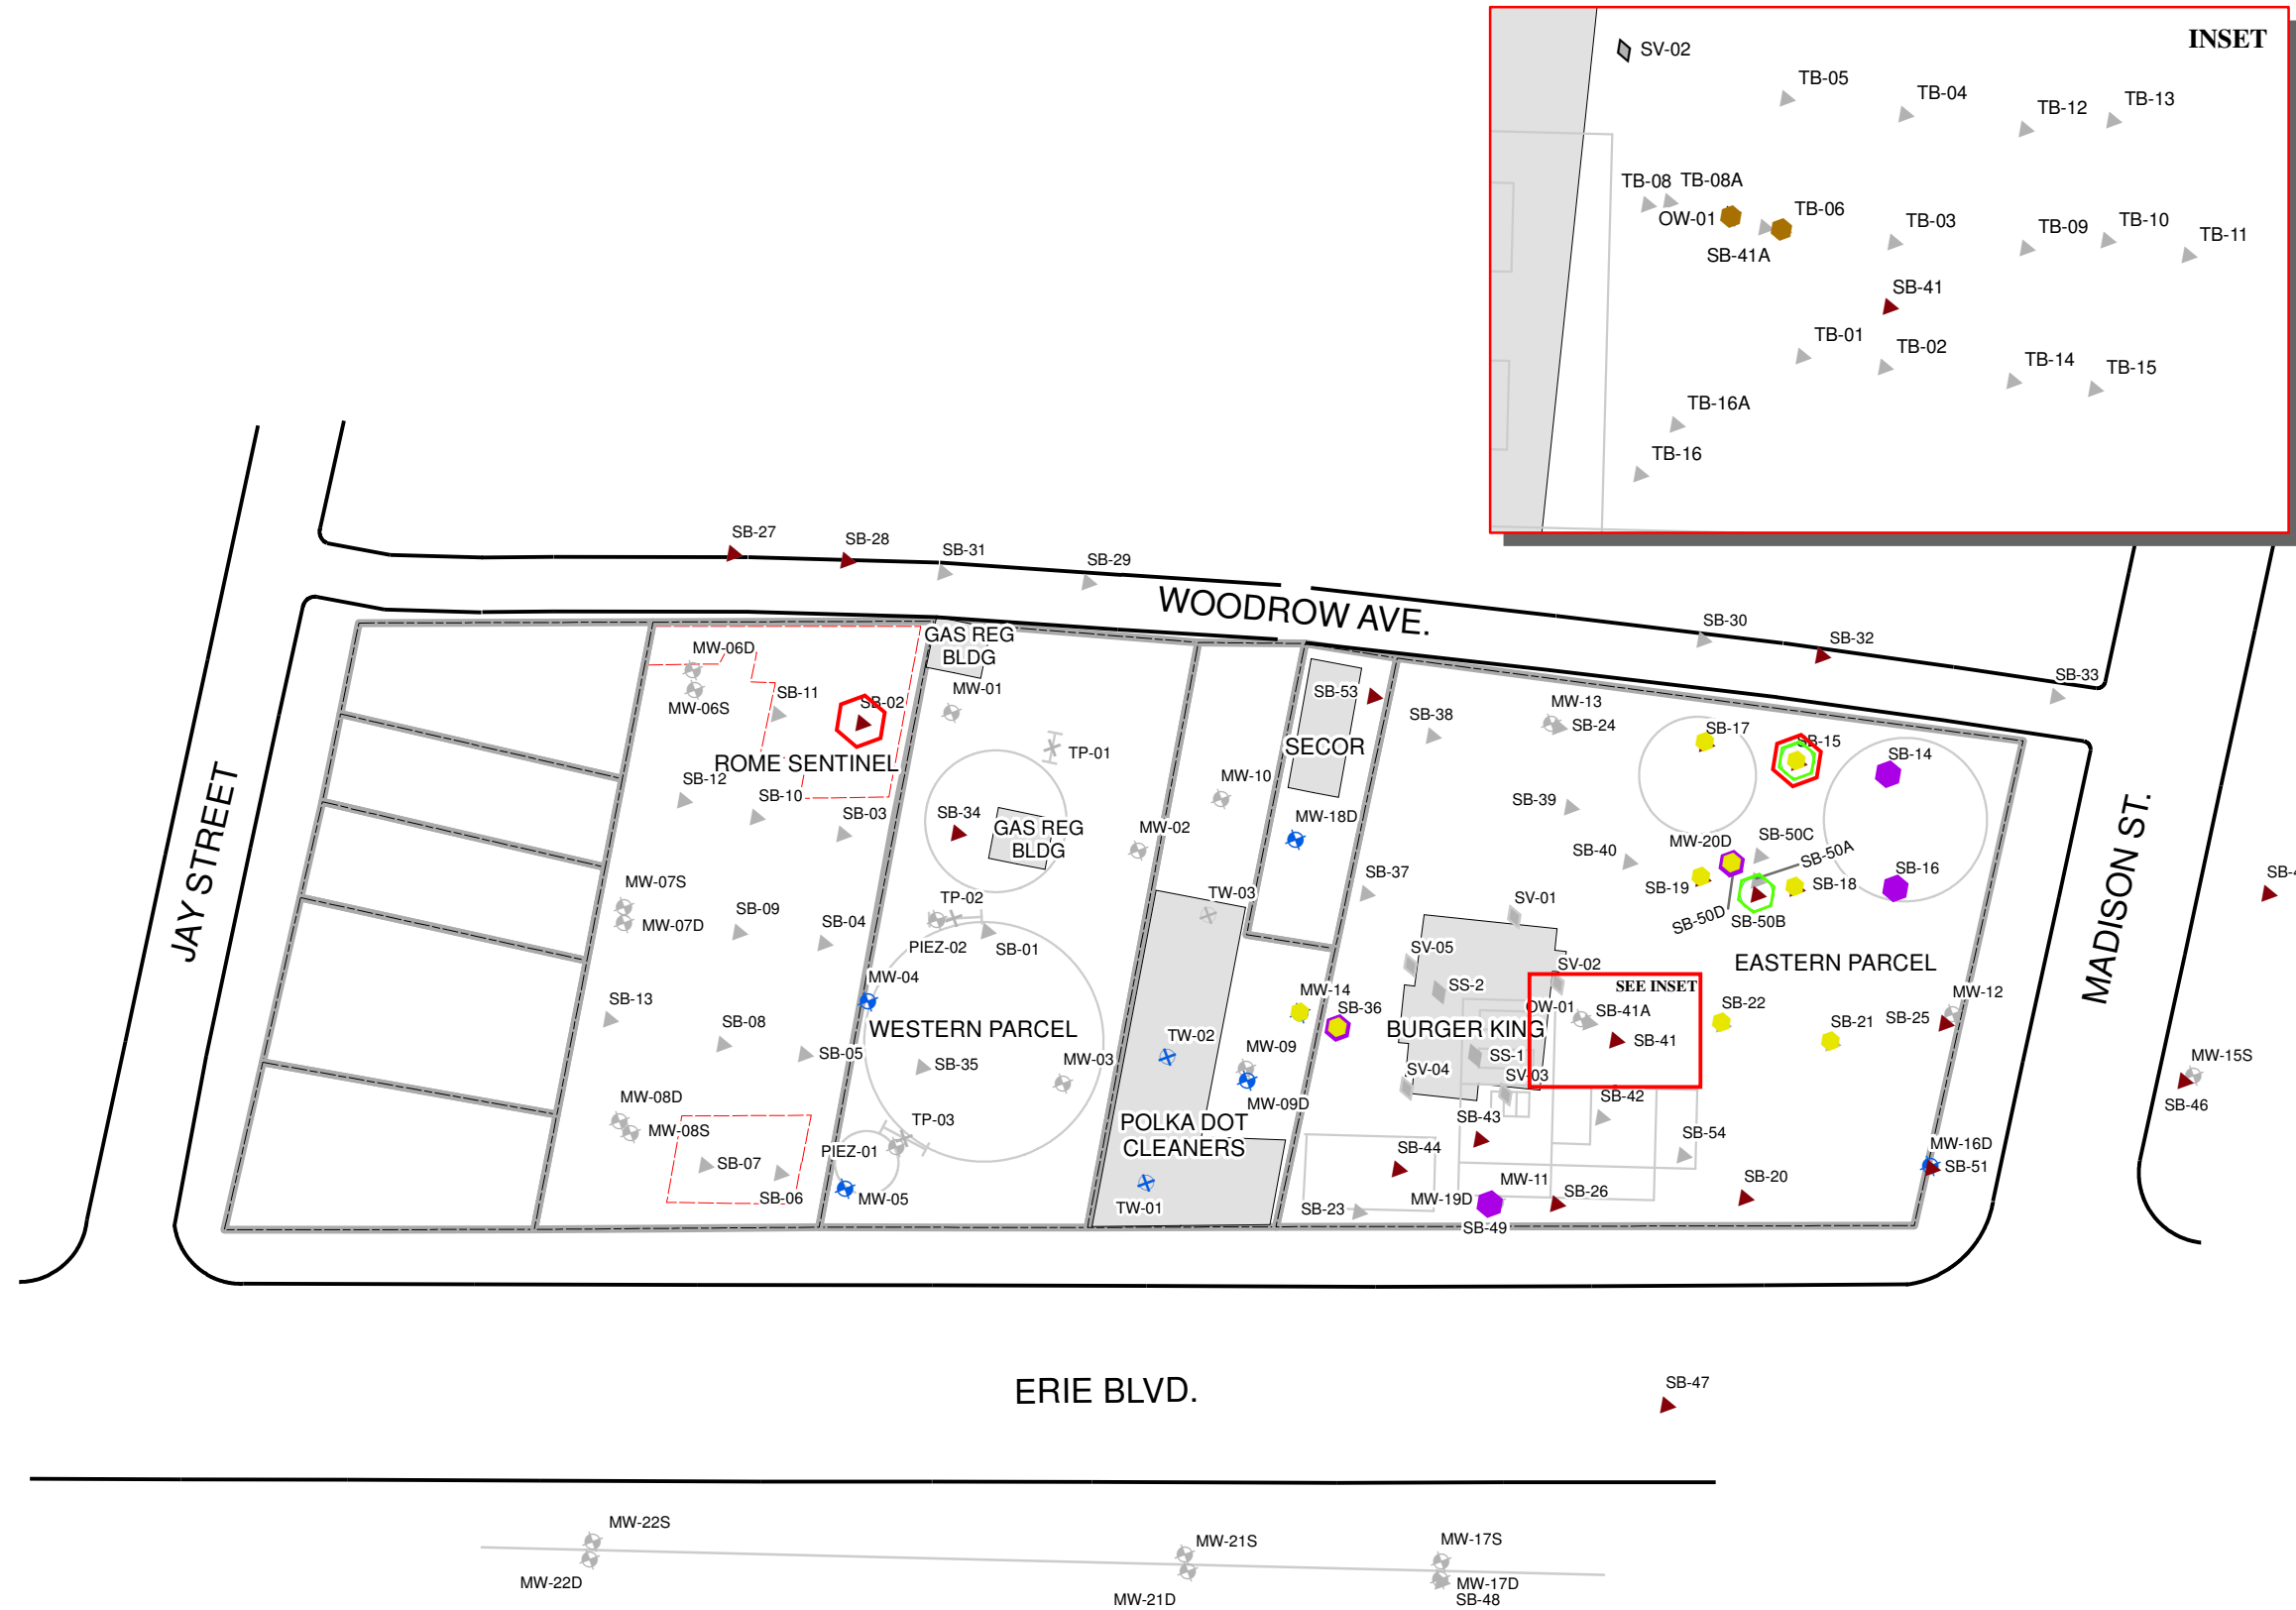 INSET
SV-02
TB-05
TB-04
TB-12
TB-13
TB-08
TB-08A
OW-01
TB-06
SB-41A
TB-03
TB-09
TB-10
TB-11
SB-41
TB-01
TB-02
TB-14
TB-15
TB-16A
TB-16
SB-27
SB-28
SB-31
SB-29
WOODROW AVE.
SB-30
SB-32
SB-33
GAS REG
BLDG
MW-06D
MW-06S
SB-11
SB-02
MW-01
SB-53
SB-38
MW-13
SB-24
SB-17
SB-15
SB-14
ROME SENTINEL
TP-01
SECOR
SB-12
SB-10
SB-03
SB-34
GAS REG
BLDG
MW-10
MW-02
MW-18D
SB-39
SB-40
MW-20D
SB-50C
SB-50A
SB-16
SB-19
SB-18
SB-50D
SB-50B
JAY STREET
MADISON ST.
MW-07S
MW-07D
SB-09
SB-04
TP-02
PIEZ-02
SB-01
TW-03
SB-37
SV-01
SV-05
SV-02
SS-2
EASTERN PARCEL
SEE INSET
MW-04
SB-13
SB-08
SB-05
WESTERN PARCEL
SB-35
MW-03
TW-02
MW-14
SB-36
MW-09
MW-09D
BURGER KING
OW-01
SB-41A
SB-41
SS-1
SV-04
SV-03
SB-22
SB-21
SB-25
MW-12
MW-15S
SB-46
MW-08D
MW-08S
SB-07
SB-06
TP-03
PIEZ-01
MW-05
POLKA DOT
CLEANERS
TW-01
SB-43
SB-44
SB-42
SB-54
SB-23
MW-19D
MW-11
SB-49
SB-26
SB-20
MW-16D
SB-51
ERIE BLVD.
SB-47
MW-22S
MW-22D
MW-21S
MW-21D
MW-17S
MW-17D
SB-48